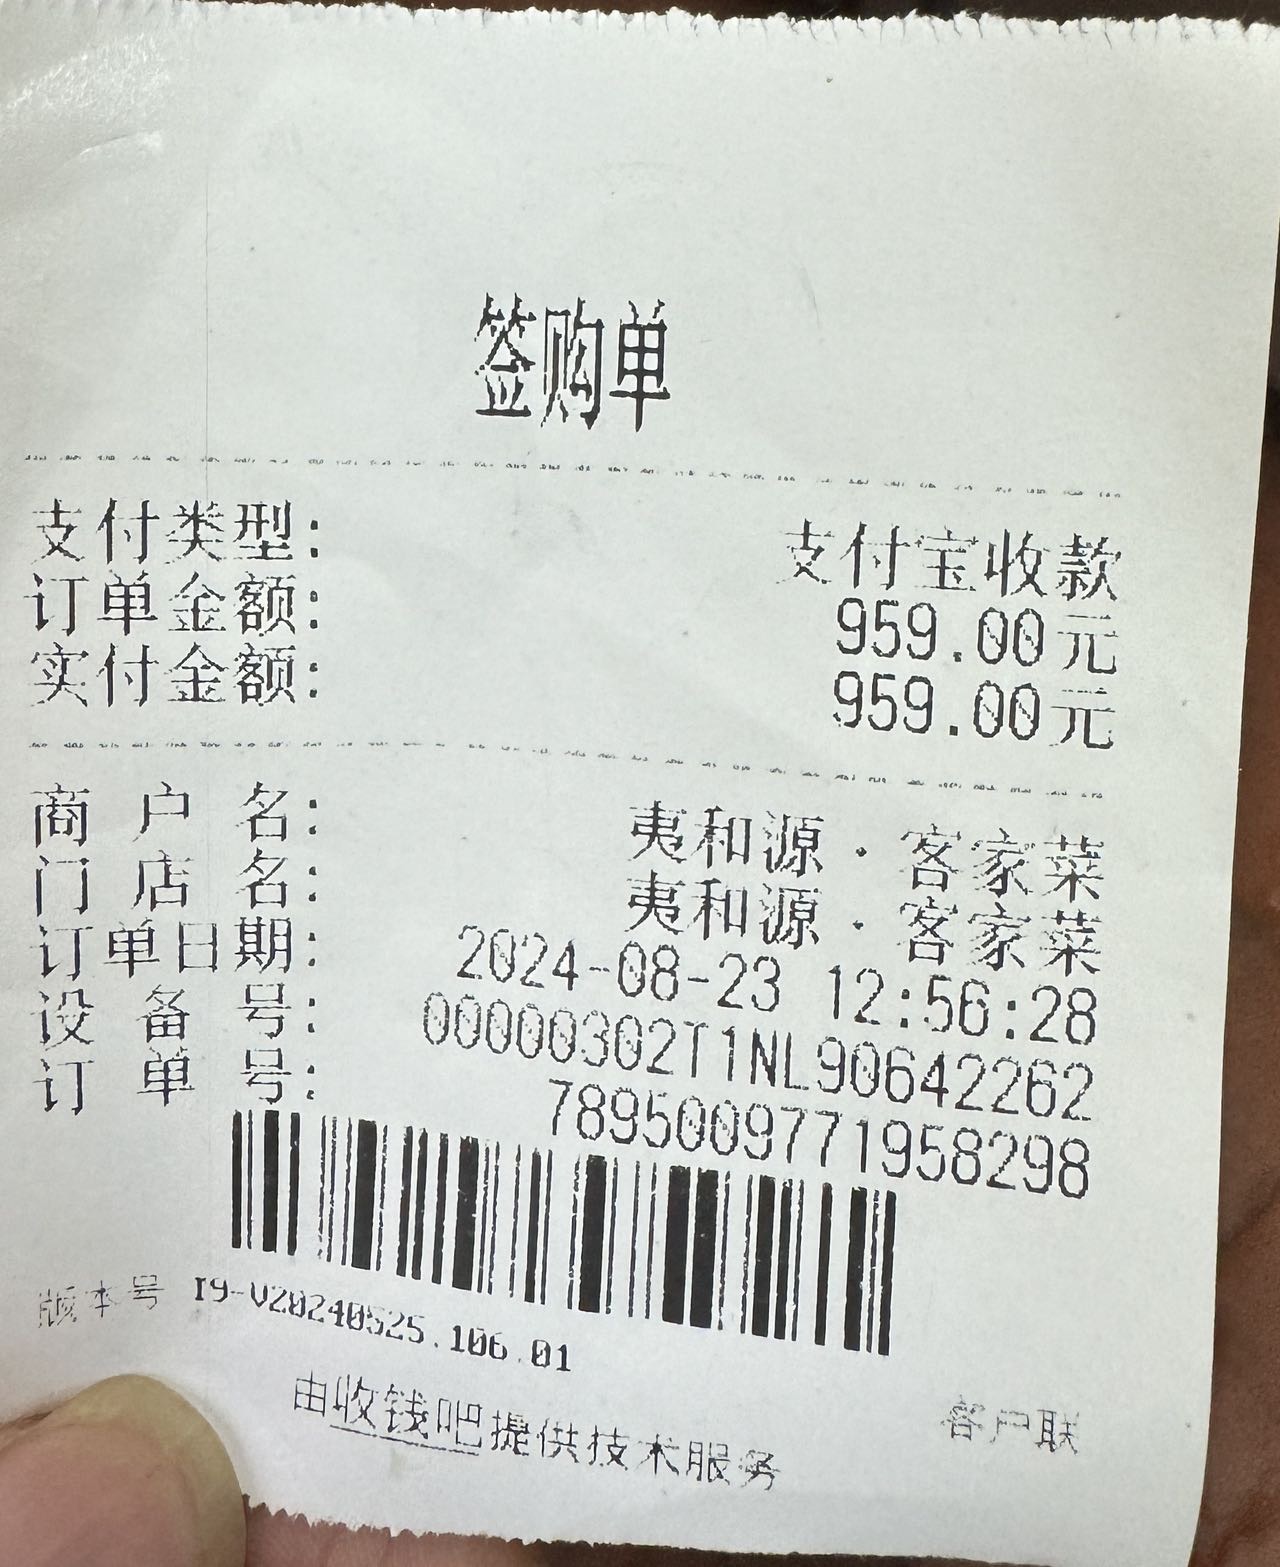 签购单
支付类型: 支付宝收款
订单金额: 959.00元
实付金额: 959.00元
商户名: 夷和源·客家菜
门店名: 夷和源·客家菜
订单日期: 2024-08-23 12:56:28
设备号: 00000302T1NL90642262
订单号: 7895009771958298
版本号 I9-V20240525.106.01
由收钱吧提供技术服务
客户联